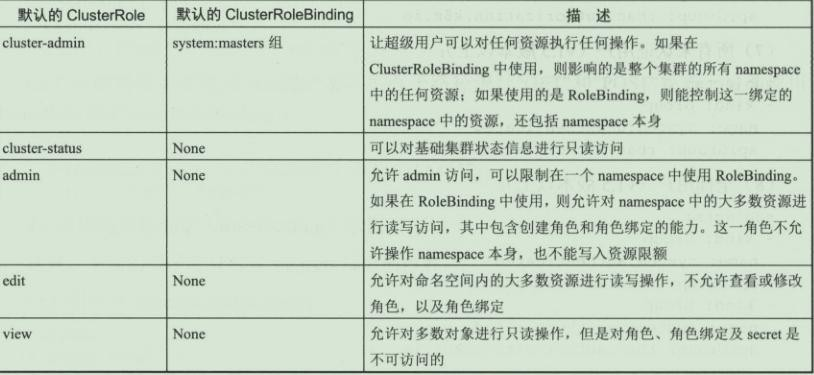 默认的 ClusterRole	默认的 ClusterRoleBinding	描 述
cluster-admin	system:masters 组	让超级用户可以对任何资源执行任何操作。如果在
ClusterRoleBinding 中使用，则影响的是整个集群的所有 namespace
中的任何资源；如果使用的是 RoleBinding，则能控制这一绑定的
namespace 中的资源，还包括 namespace 本身
cluster-status	None	可以对基础集群状态信息进行只读访问
admin	None	允许 admin 访问，可以限制在一个 namespace 中使用 RoleBinding。
如果在 RoleBinding 中使用，则允许对 namespace 中的大多数资源进
行读写访问，其中包含创建角色和角色绑定的能力。这一角色不允
许操作 namespace 本身，也不能写入资源限额
edit	None	允许对命名空间内的大多数资源进行读写操作，不允许查看或修改
角色，以及角色绑定
view	None	允许对多数对象进行只读操作，但是对角色、角色绑定及 secret 是
不可访问的